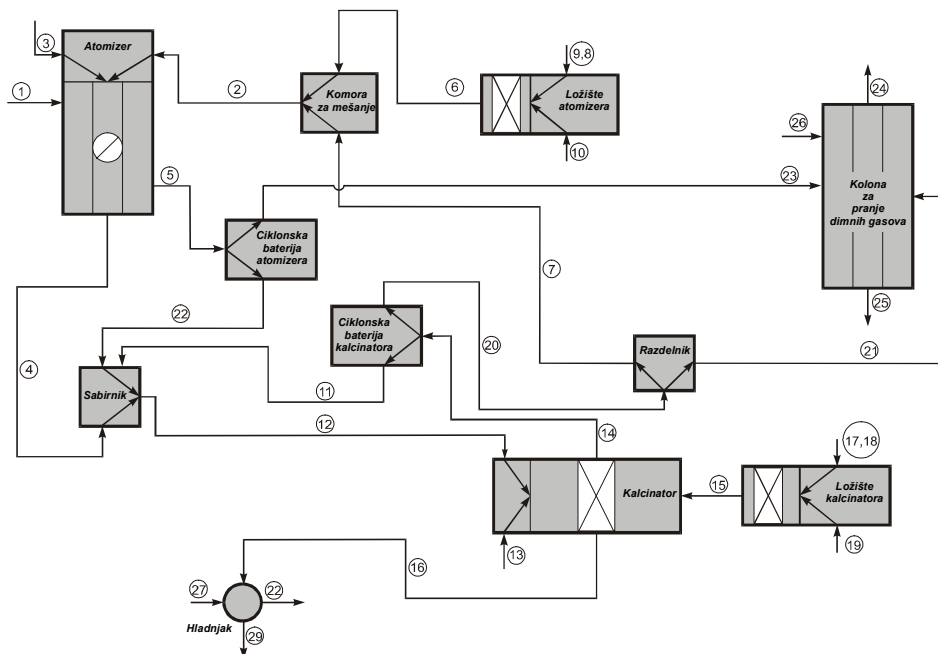 3
Atomizer
1
2
6
9,8
Ložište
atomizera
10
Komora
za mešanje
24
26
23
Kolona
za
pranje
dimnih gasova
5
Ciklonska
baterija
atomizera
7
25
22
Ciklonska
baterija
kalcinatora
20
Razdelnik
21
4
Sabirnik
11
12
14
17,18
Kalcinator
15
Ložište
kalcinatora
13
19
16
27
22
Hladnjak
29